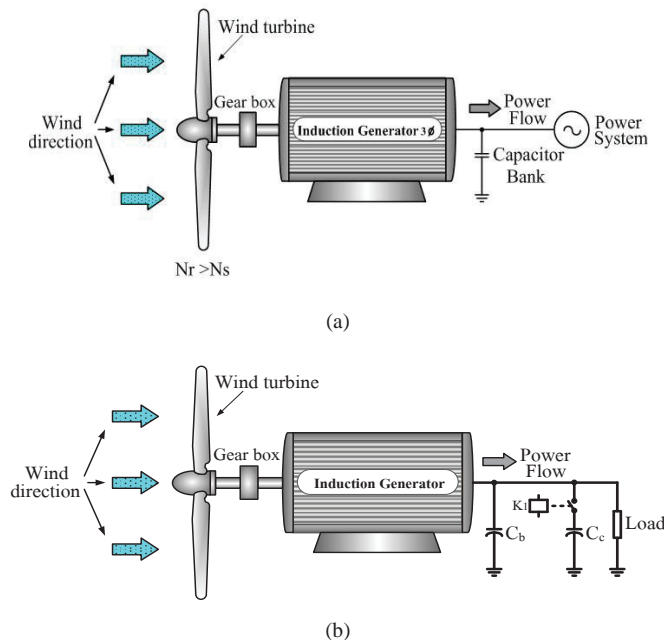 Wind turbine
Gear box
Wind
direction
Induction Generator 3ϕ
Power
Flow
Power
System
Capacitor
Bank
Nr >Ns
(a)
Wind turbine
Gear box
Wind
direction
Induction Generator
Power
Flow
K1
Cb
Cc
Load
(b)